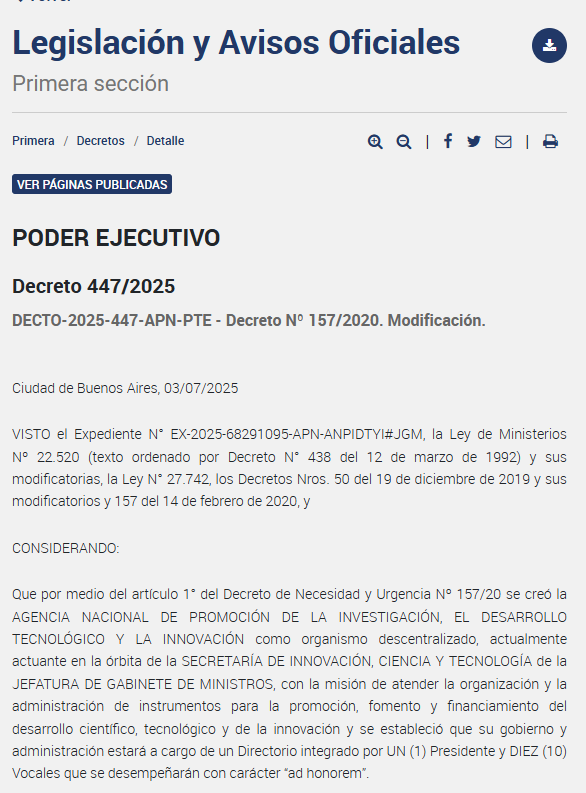 Legislación y Avisos Oficiales
Primera sección
Primera / Decretos / Detalle
VER PÁGINAS PUBLICADAS
PODER EJECUTIVO
Decreto 447/2025
DECTO-2025-447-APN-PTE - Decreto Nº 157/2020. Modificación.
Ciudad de Buenos Aires, 03/07/2025
VISTO el Expediente N° EX-2025-68291095-APN-ANPIDTYI#JGM, la Ley de Ministerios
Nº 22.520 (texto ordenado por Decreto N° 438 del 12 de marzo de 1992) y sus
modificatorias, la Ley N° 27.742, los Decretos Nros. 50 del 19 de diciembre de 2019 y sus
modificatorios y 157 del 14 de febrero de 2020, y
CONSIDERANDO:
Que por medio del artículo 1° del Decreto de Necesidad y Urgencia Nº 157/20 se creó la
AGENCIA NACIONAL DE PROMOCIÓN DE LA INVESTIGACIÓN, EL DESARROLLO
TECNOLÓGICO Y LA INNOVACIÓN como organismo descentralizado, actualmente
actuante en la órbita de la SECRETARÍA DE INNOVACIÓN, CIENCIA Y TECNOLOGÍA de la
JEFATURA DE GABINETE DE MINISTROS, con la misión de atender la organización y la
administración de instrumentos para la promoción, fomento y financiamiento del
desarrollo científico, tecnológico y de la innovación y se estableció que su gobierno y
administración estará a cargo de un Directorio integrado por UN (1) Presidente y DIEZ (10)
Vocales que se desempeñarán con carácter “ad honorem”.